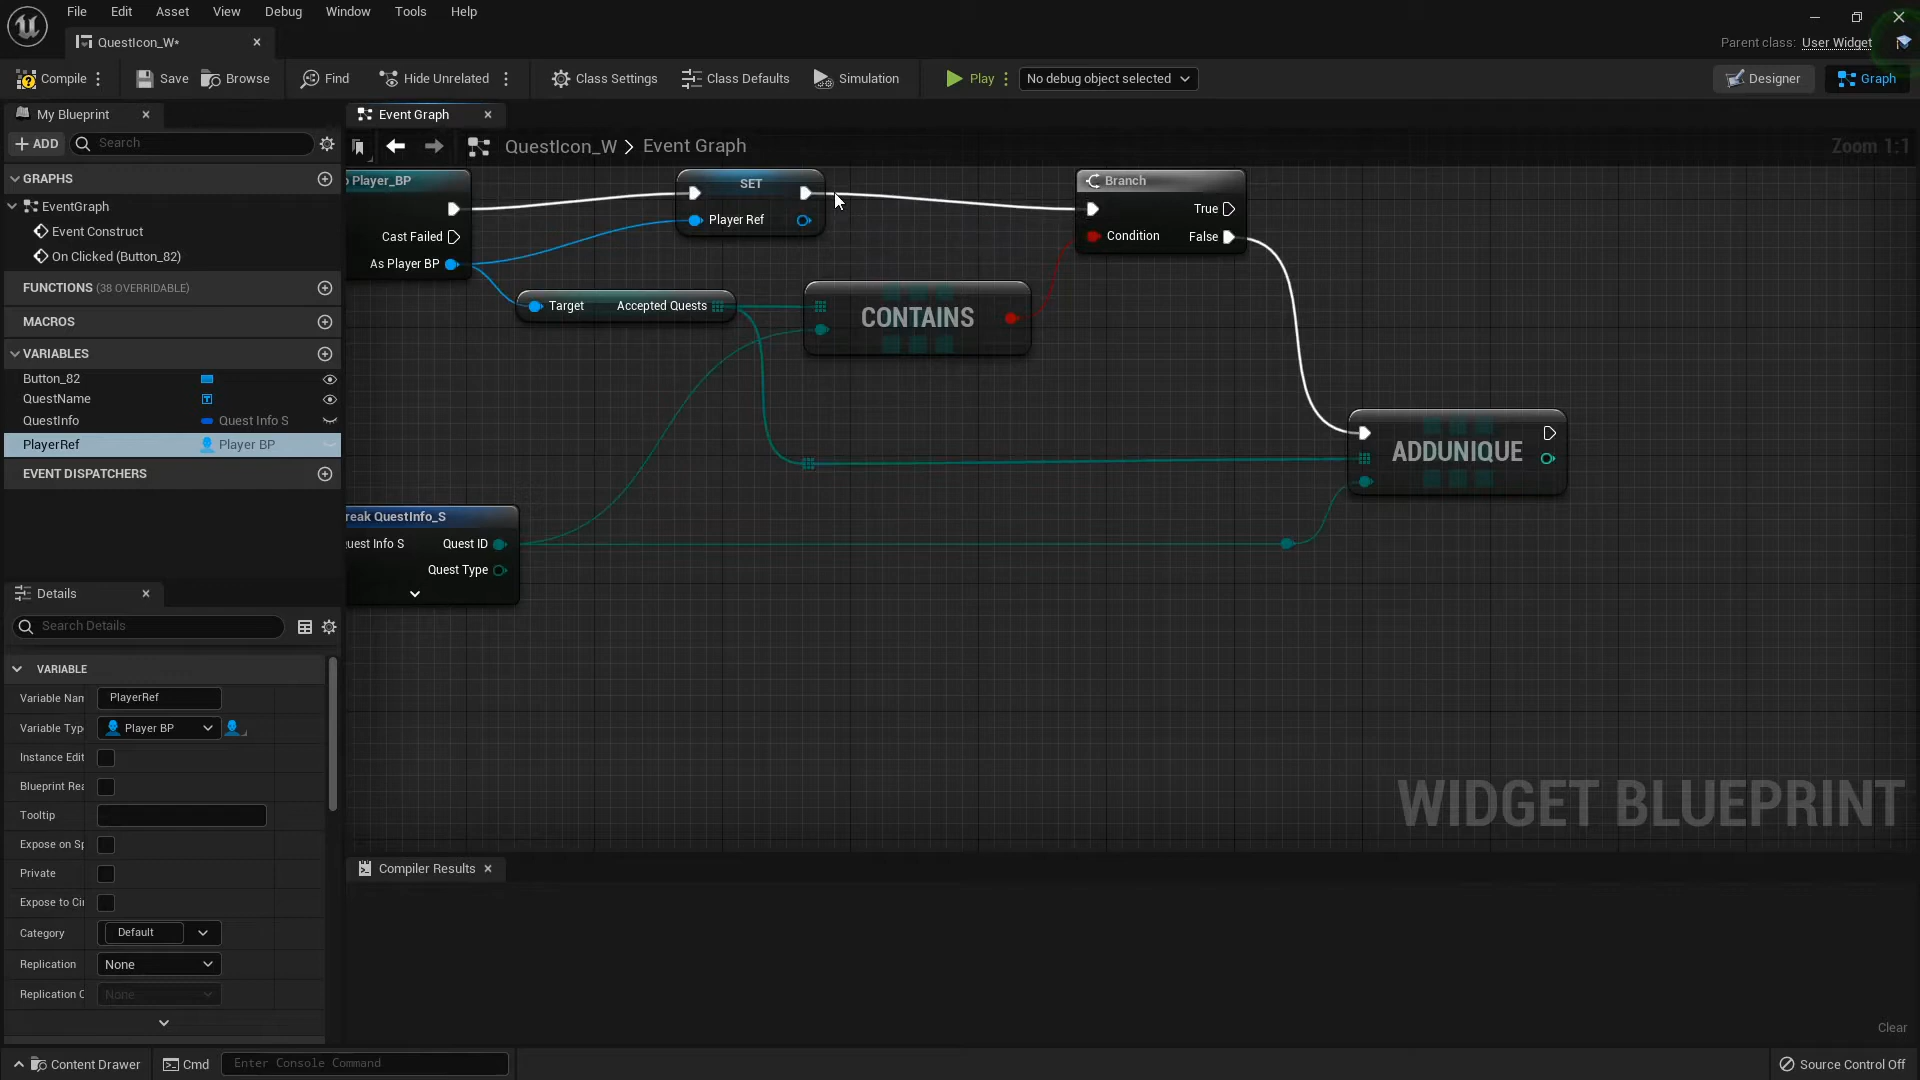 File Edit Asset View Debug Window Tools Help
QuestIcon_W*
Parent class: User Widget
Compile Save Browse Find Hide Unrelated Class Settings Class Defaults Simulation Play No debug object selected Designer Graph
My Blueprint
Event Graph
ADD Search
QuestIcon_W > Event Graph
Zoom 1:1
GRAPHS
EventGraph
Event Construct
On Clicked (Button_82)
FUNCTIONS (38 OVERRIDABLE)
MACROS
VARIABLES
Button_82
QuestName
QuestInfo Quest Info S
PlayerRef Player BP
EVENT DISPATCHERS
Player_BP
Cast Failed
As Player BP
SET
Player Ref
Branch
True
Condition False
Target Accepted Quests
CONTAINS
ADDUNIQUE
reak QuestInfo_S
uest Info S Quest ID
Quest Type
WIDGET BLUEPRINT
Details
Search Details
VARIABLE
Variable Nam PlayerRef
Variable Typ Player BP
Instance Edit
Blueprint Rea
Tooltip
Expose on Sp
Private
Expose to Ci
Category Default
Replication None
Replication C None
Compiler Results
Clear
Content Drawer Cmd Enter Console Command
Source Control Off